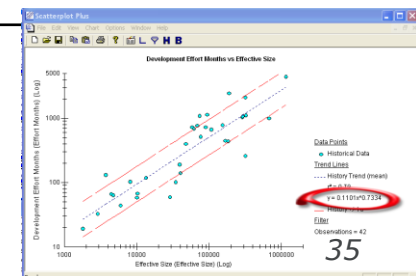 Scatterplot Plus
File Edit View Chart Options Window Help
L H B
Development Effort Months vs Effective Size
Development Effort Months (Effort Months) (Log)
5000
1000
100
10
1000
10000
100000
1000000
Effective Size (Effective Size) (Log)
Data Points
Historical Data
Trend Lines
History Trend (mean)
y = 0.1101x^0.7334
Filter
Observations = 42
35